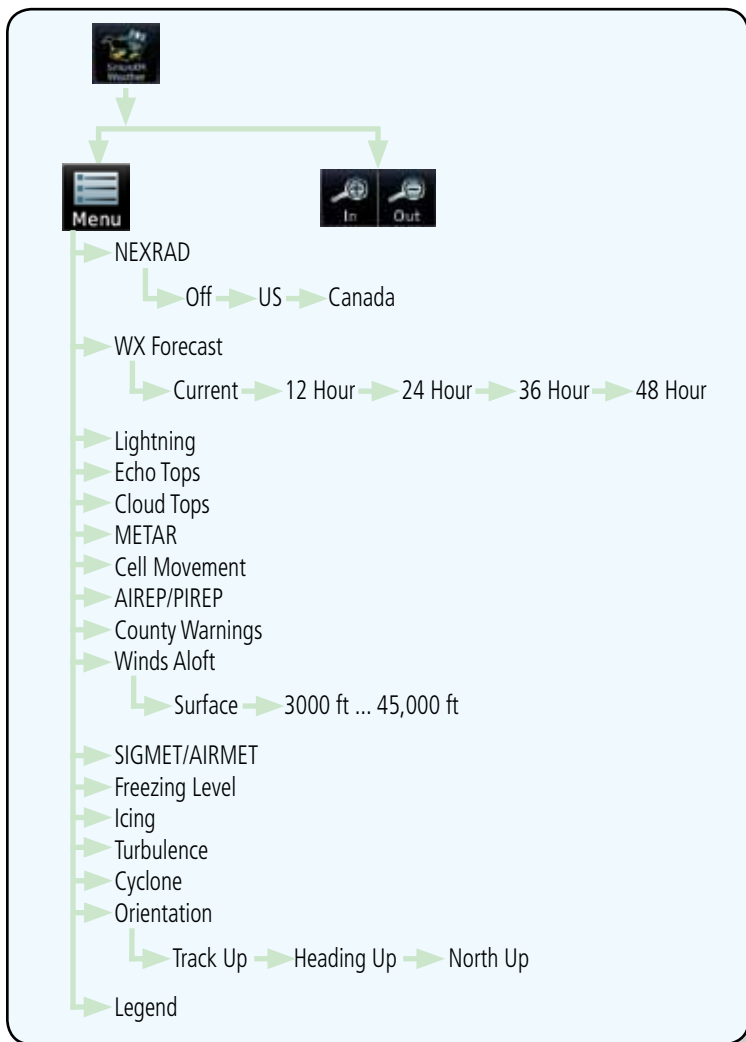 SiriusXM
Weather
Menu
In Out
NEXRAD
Off US Canada
WX Forecast
Current 12 Hour 24 Hour 36 Hour 48 Hour
Lightning
Echo Tops
Cloud Tops
METAR
Cell Movement
AIREP/PIREP
County Warnings
Winds Aloft
Surface 3000 ft ... 45,000 ft
SIGMET/AIRMET
Freezing Level
Icing
Turbulence
Cyclone
Orientation
Track Up Heading Up North Up
Legend